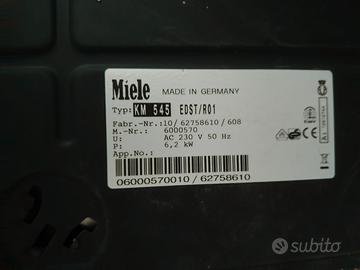 Miele MADE IN GERMANY
Typ: KM 545 EDST/R01
Fabr.-Nr.: 10/ 62758610 /608
M.-Nr.: 6000570
U: AC 230 V 50 Hz
P: 6,2 kW
App.No.:
06000570010 / 62758610
subito